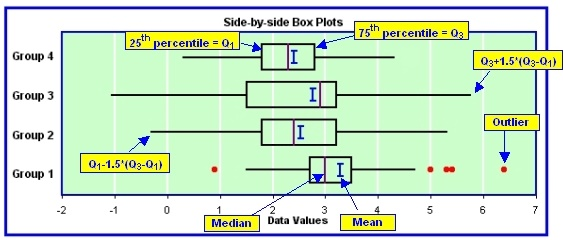 Side-by-side Box Plots
25th percentile = Q1
75th percentile = Q3
Group 4
Q3+1.5*(Q3-Q1)
Group 3
Outlier
Group 2
Q1-1.5*(Q3-Q1)
Group 1
-2 -1 0 1 2 3 4 5 6 7
Median
Data Values
Mean